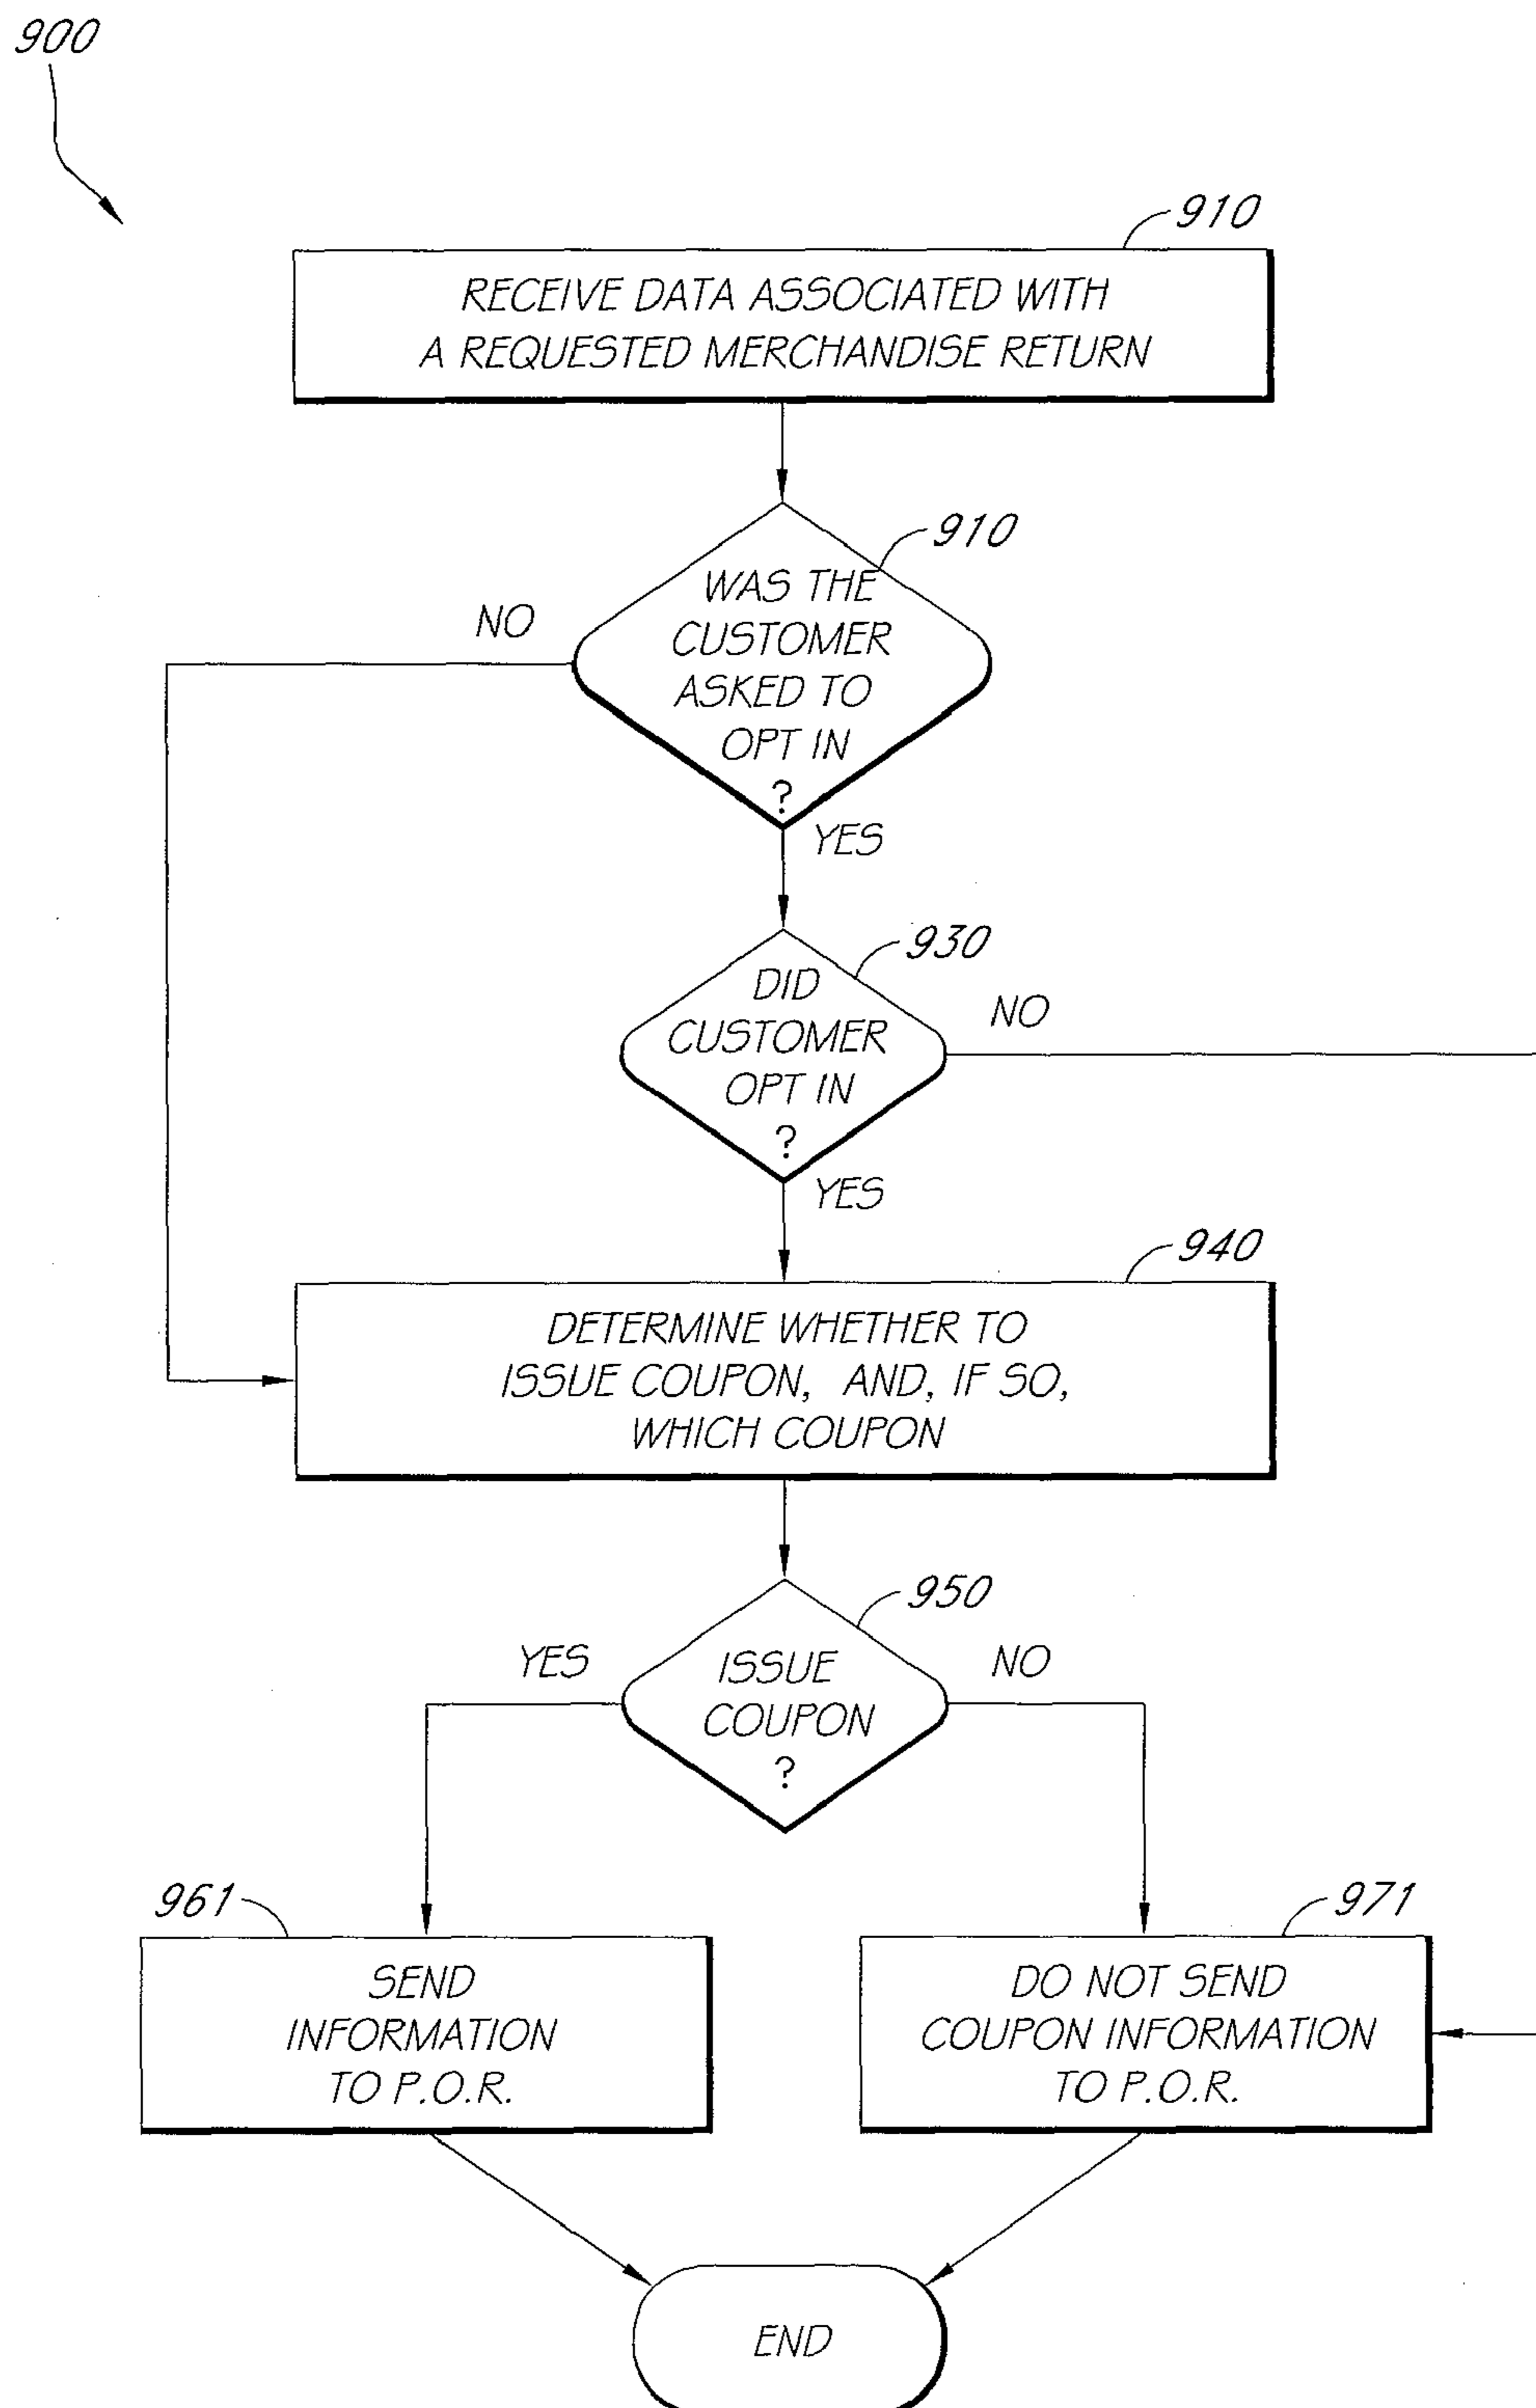 900
910
RECEIVE DATA ASSOCIATED WITH
A REQUESTED MERCHANDISE RETURN
910
WAS THE
CUSTOMER
ASKED TO
OPT IN
?
NO
YES
930
DID
CUSTOMER
OPT IN
?
NO
YES
940
DETERMINE WHETHER TO
ISSUE COUPON, AND, IF SO,
WHICH COUPON
950
ISSUE
COUPON
?
YES
NO
961
SEND
INFORMATION
TO P.O.R.
971
DO NOT SEND
COUPON INFORMATION
TO P.O.R.
END